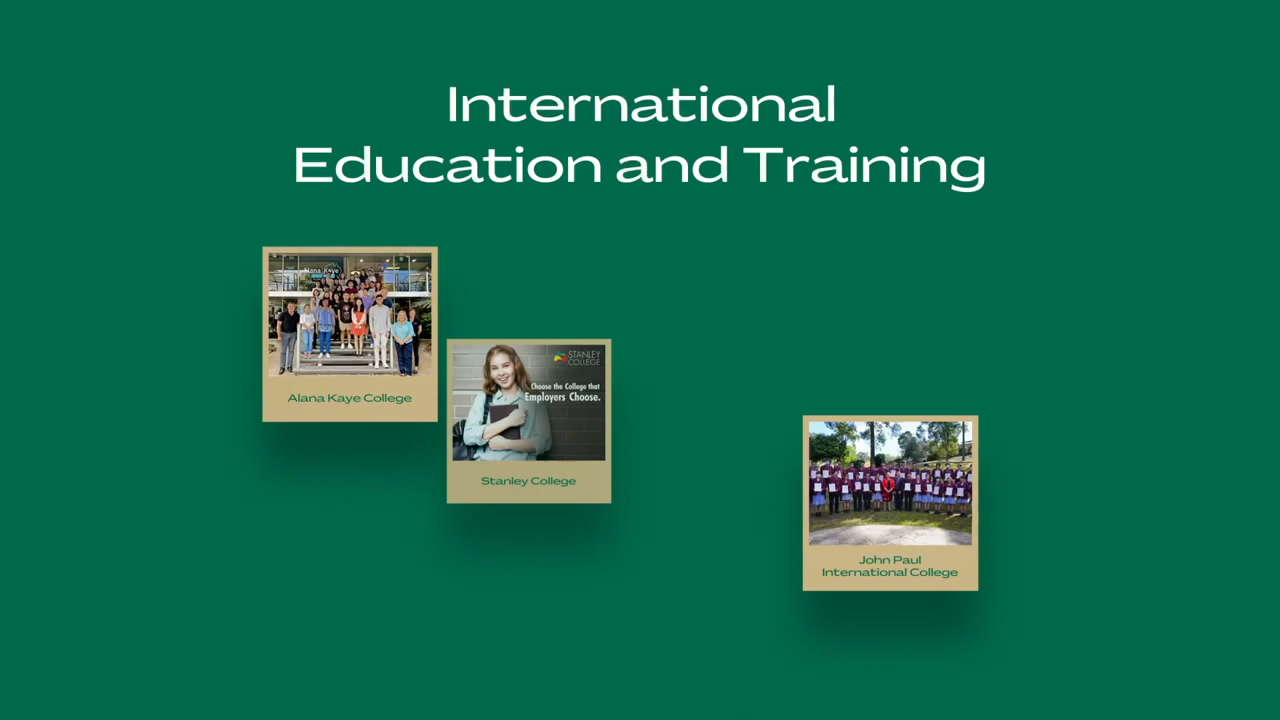 International
Education and Training
Alana Kaye
Alana Kaye College
STANLEY
COLLEGE
Choose the College that
Employers Choose.
Stanley College
John Paul
International College